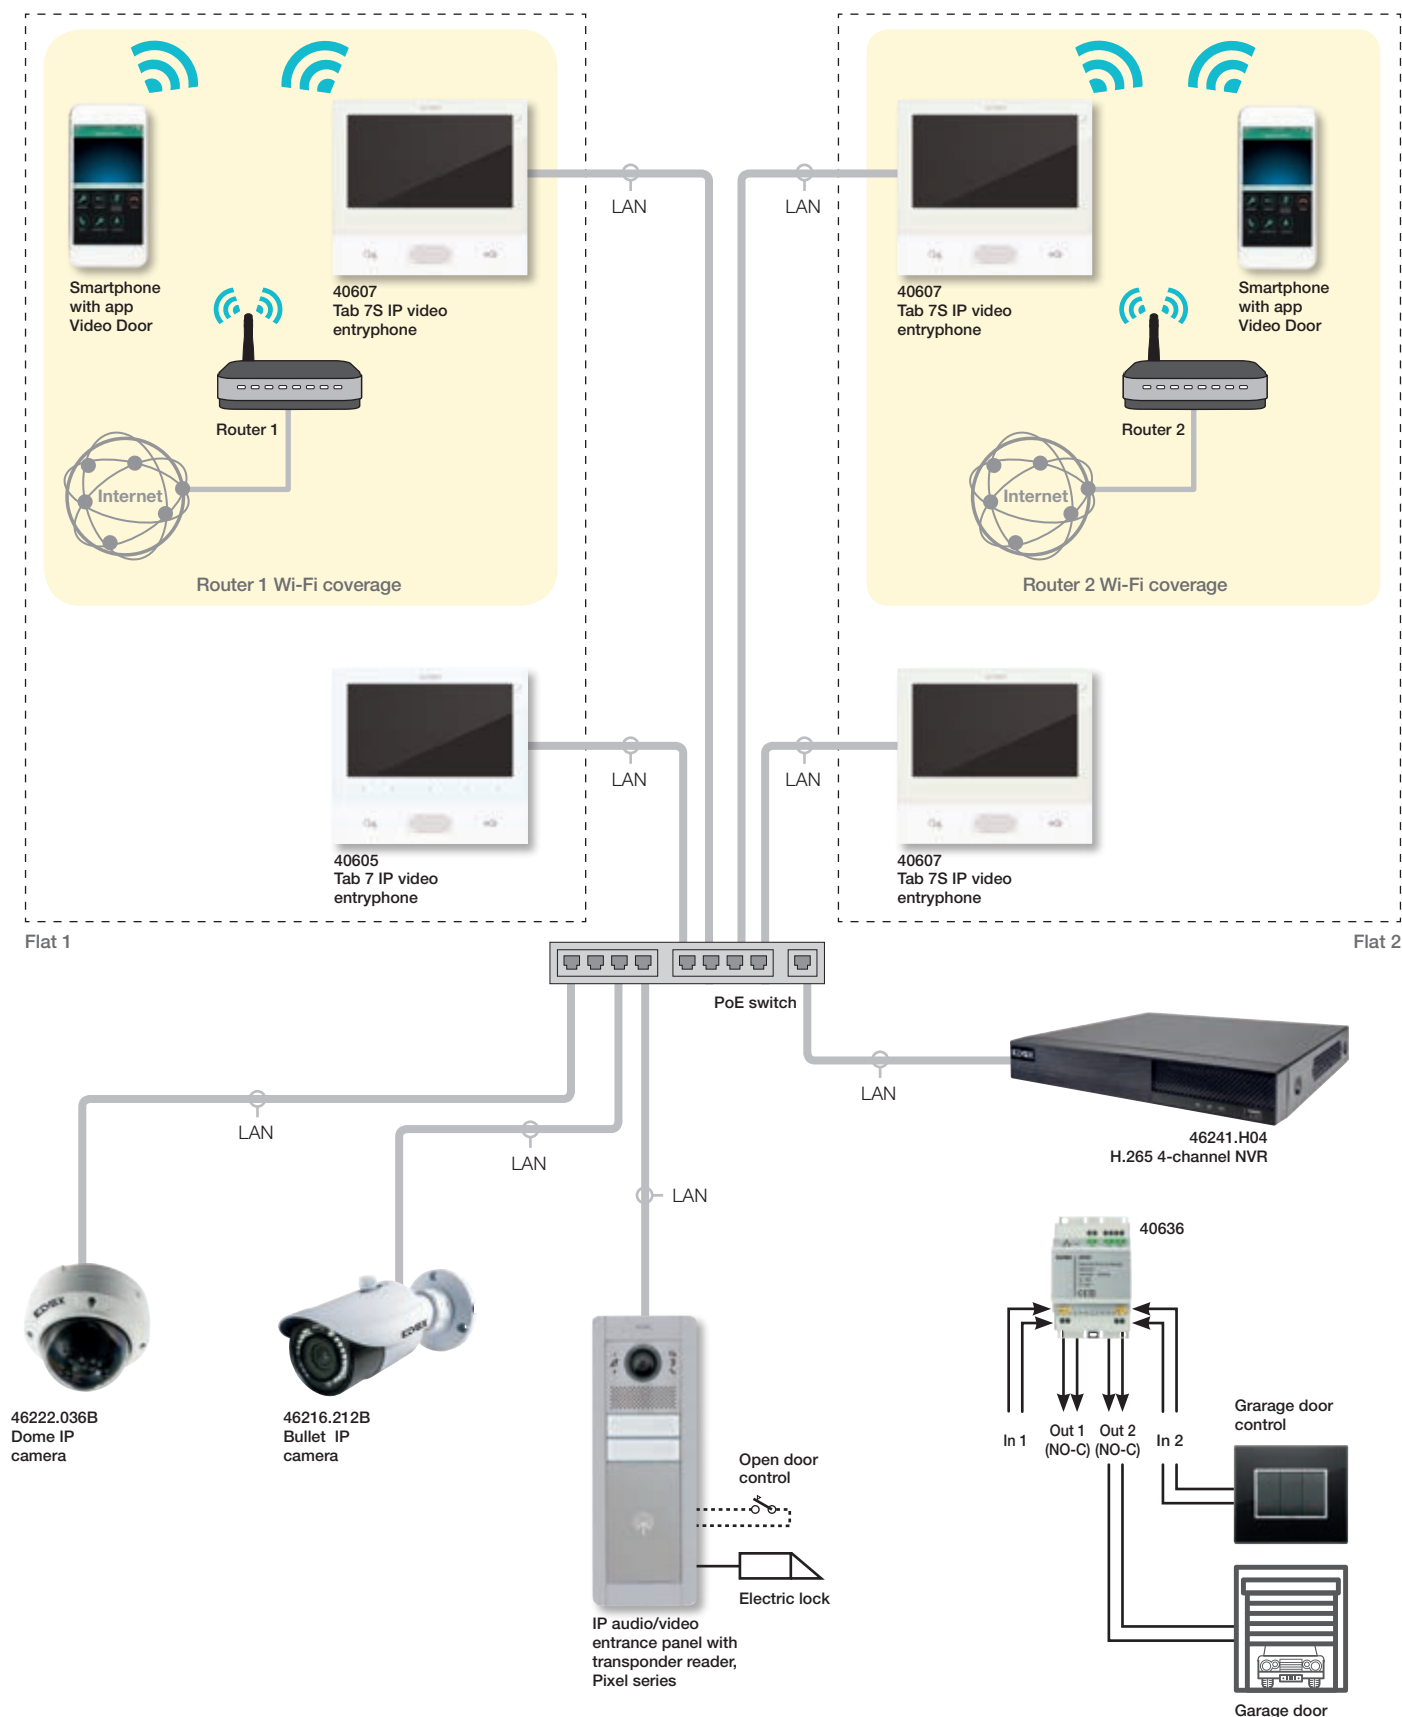 Smartphone
with app
Video Door
40607
Tab 7S IP video
entryphone
LAN
LAN
40607
Tab 7S IP video
entryphone
Smartphone
with app
Video Door
Router 1
Internet
Router 1 Wi-Fi coverage
Router 2
Internet
Router 2 Wi-Fi coverage
40605
Tab 7 IP video
entryphone
LAN
LAN
40607
Tab 7S IP video
entryphone
Flat 1
Flat 2
PoE switch
LAN
LAN
LAN
LAN
46241.H04
H.265 4-channel NVR
46222.036B
Dome IP
camera
46216.212B
Bullet IP
camera
Open door
control
Electric lock
IP audio/video
entrance panel with
transponder reader,
Pixel series
40636
In 1
Out 1
(NO-C)
Out 2
(NO-C)
In 2
Grarage door
control
Garage door